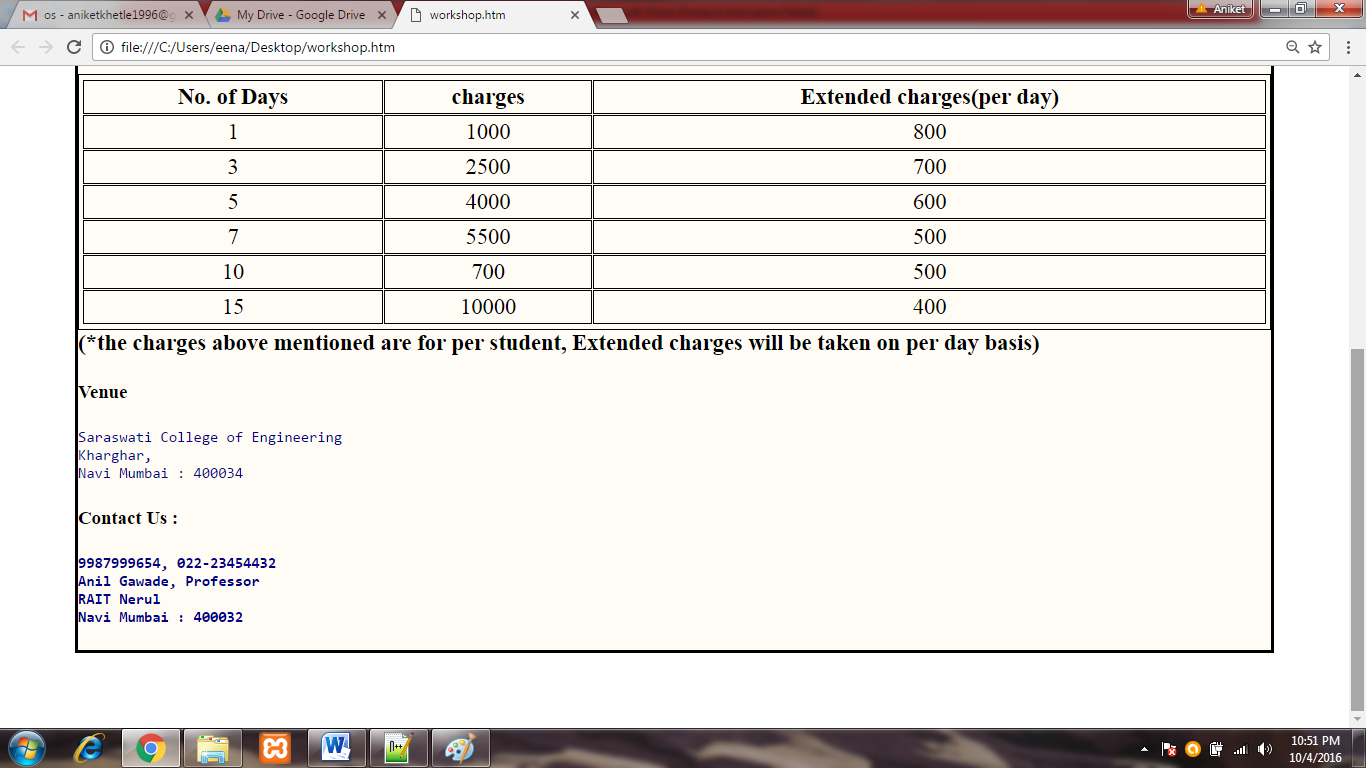 os - aniketkhetle1996@g
My Drive - Google Drive
workshop.htm
Aniket
file:///C:/Users/eena/Desktop/workshop.htm
No. of Days charges Extended charges(per day)
1 1000 800
3 2500 700
5 4000 600
7 5500 500
10 700 500
15 10000 400
(*the charges above mentioned are for per student, Extended charges will be taken on per day basis)
Venue
Saraswati College of Engineering
Kharghar,
Navi Mumbai : 400034
Contact Us :
9987999654, 022-23454432
Anil Gawade, Professor
RAIT Nerul
Navi Mumbai : 400032
10:51 PM
10/4/2016